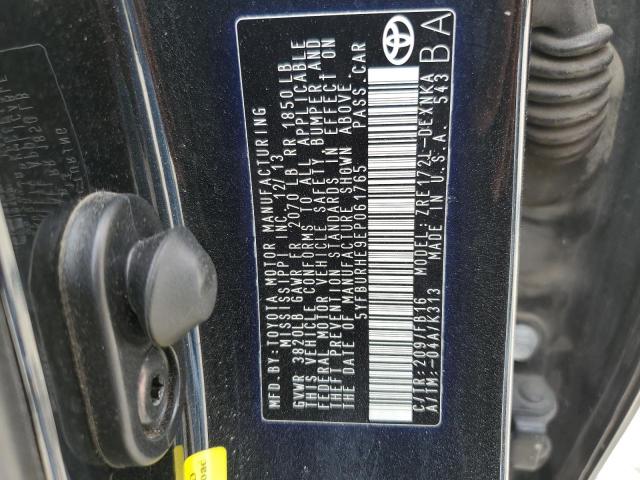 MFD.BY:TOYOTA MOTOR MANUFACTURING
MISSISSIPPI INC. 12/13
GVWR 3820LB GAWR FR 2070 LB RR 1850LB
THIS VEHICLE CONFORMS TO ALL APPLICABLE
FEDERAL MOTOR VEHICLE SAFETY, BUMPER, AND
THEFT PREVENTION STANDARDS IN EFFECT ON
THE DATE OF MANUFACTURE SHOWN ABOVE.
5YFBURHE9EP061765 PASS. CAR
C/TR:209/FB16 MODEL:ZRE172L-DEXNKA
A/TM:-04A/K313 MADE IN U.S.A. 543
BA